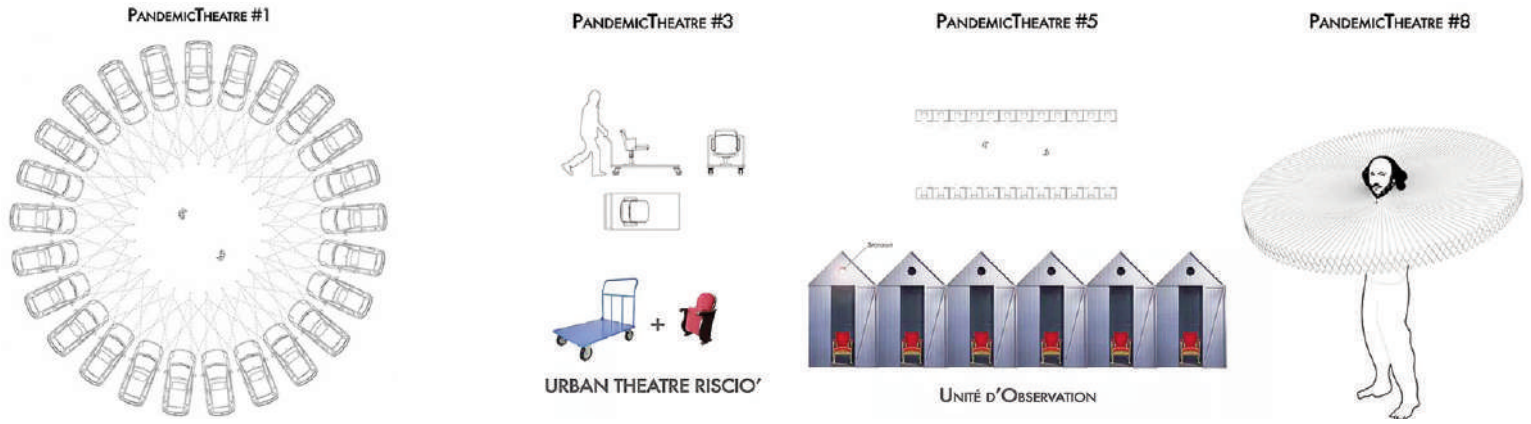 PANDEMICTHEATRE #1
PANDEMICTHEATRE #3
+
URBAN THEATRE RISCIO'
PANDEMICTHEATRE #5
UNITÉ D'OBSERVATION
PANDEMICTHEATRE #8